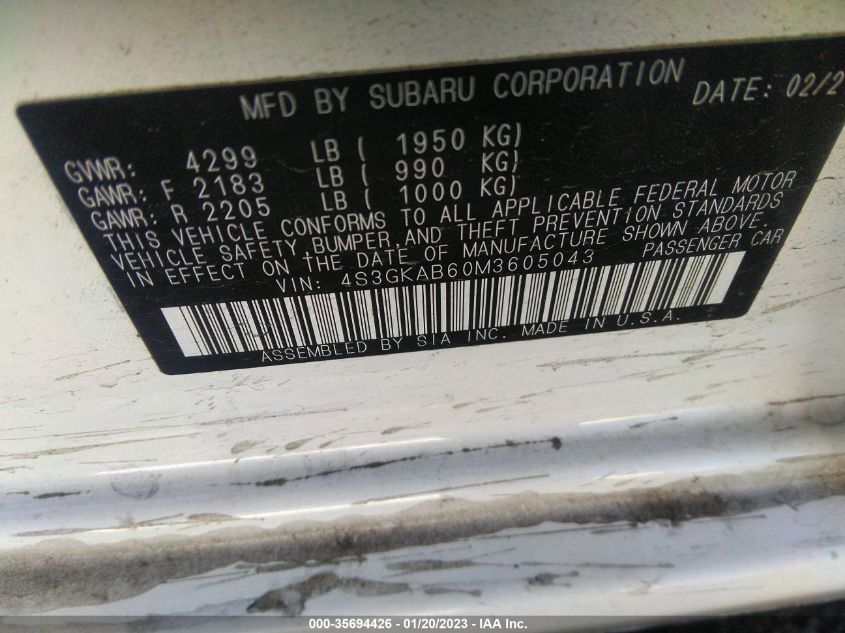 MFD BY SUBARU CORPORATION DATE: 02/2
GVWR: 4299 LB ( 1950 KG)
GAWR: F 2183 LB ( 990 KG)
GAWR: R 2205 LB ( 1000 KG)
THIS VEHICLE CONFORMS TO ALL APPLICABLE FEDERAL MOTOR
VEHICLE SAFETY, BUMPER, AND THEFT PREVENTION STANDARDS
IN EFFECT ON THE DATE OF MANUFACTURE SHOWN ABOVE.
VIN: 4S3GKAB60M3605043 PASSENGER CAR
ASSEMBLED BY SIA INC. MADE IN U.S.A.
000-35694426 - 01/20/2023 - IAA Inc.